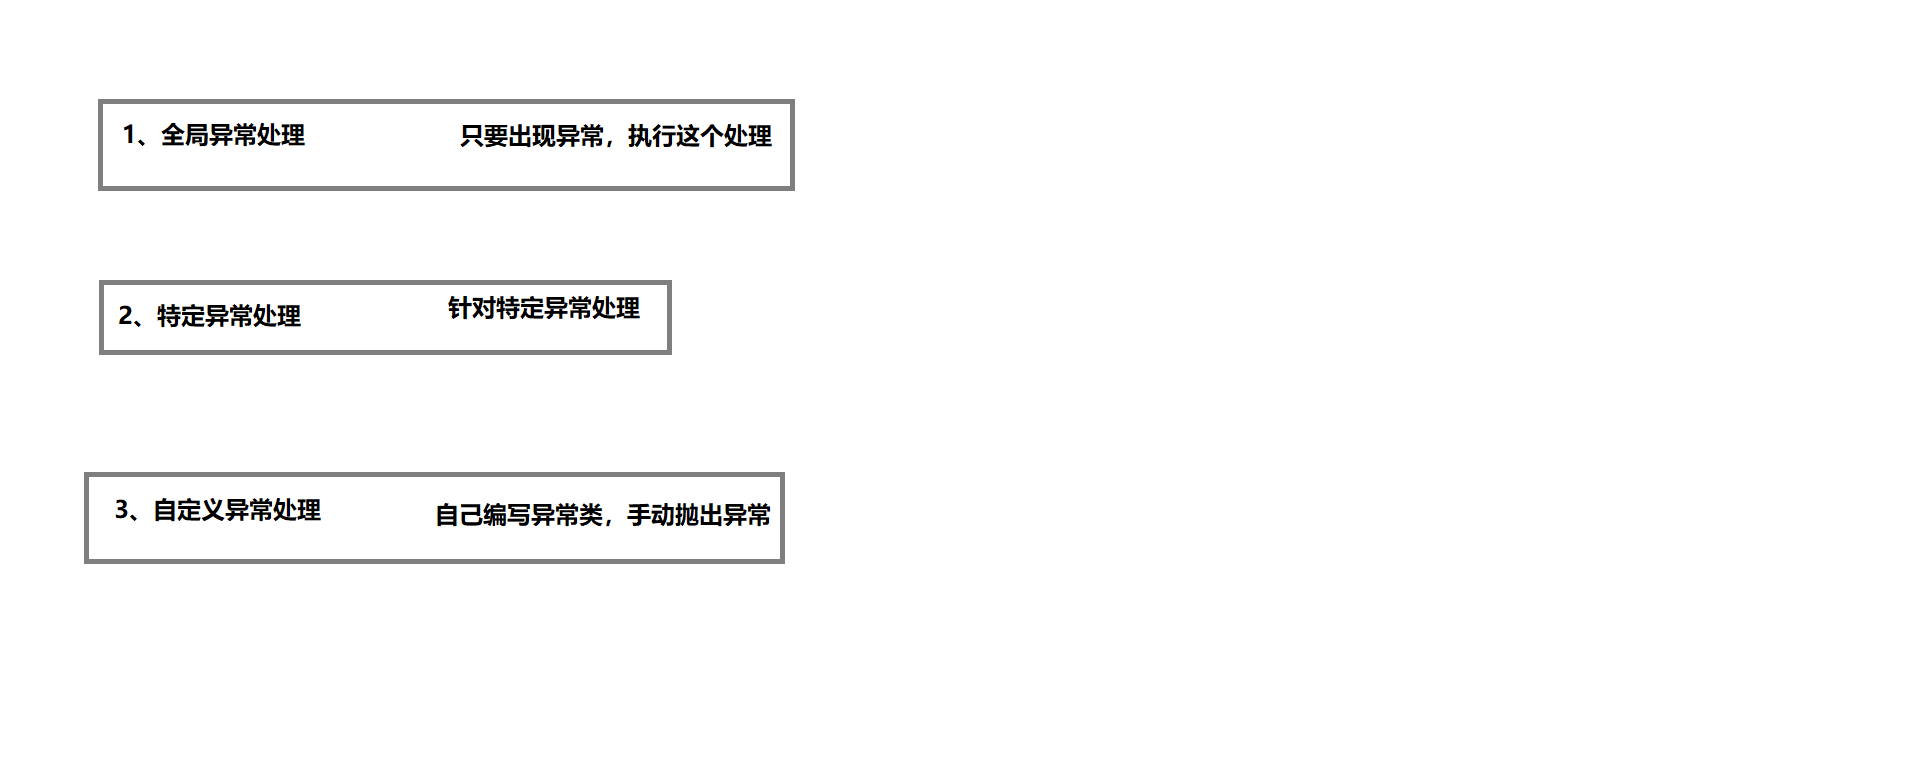 1、全局异常处理 只要出现异常，执行这个处理
2、特定异常处理 针对特定异常处理
3、自定义异常处理 自己编写异常类，手动抛出异常